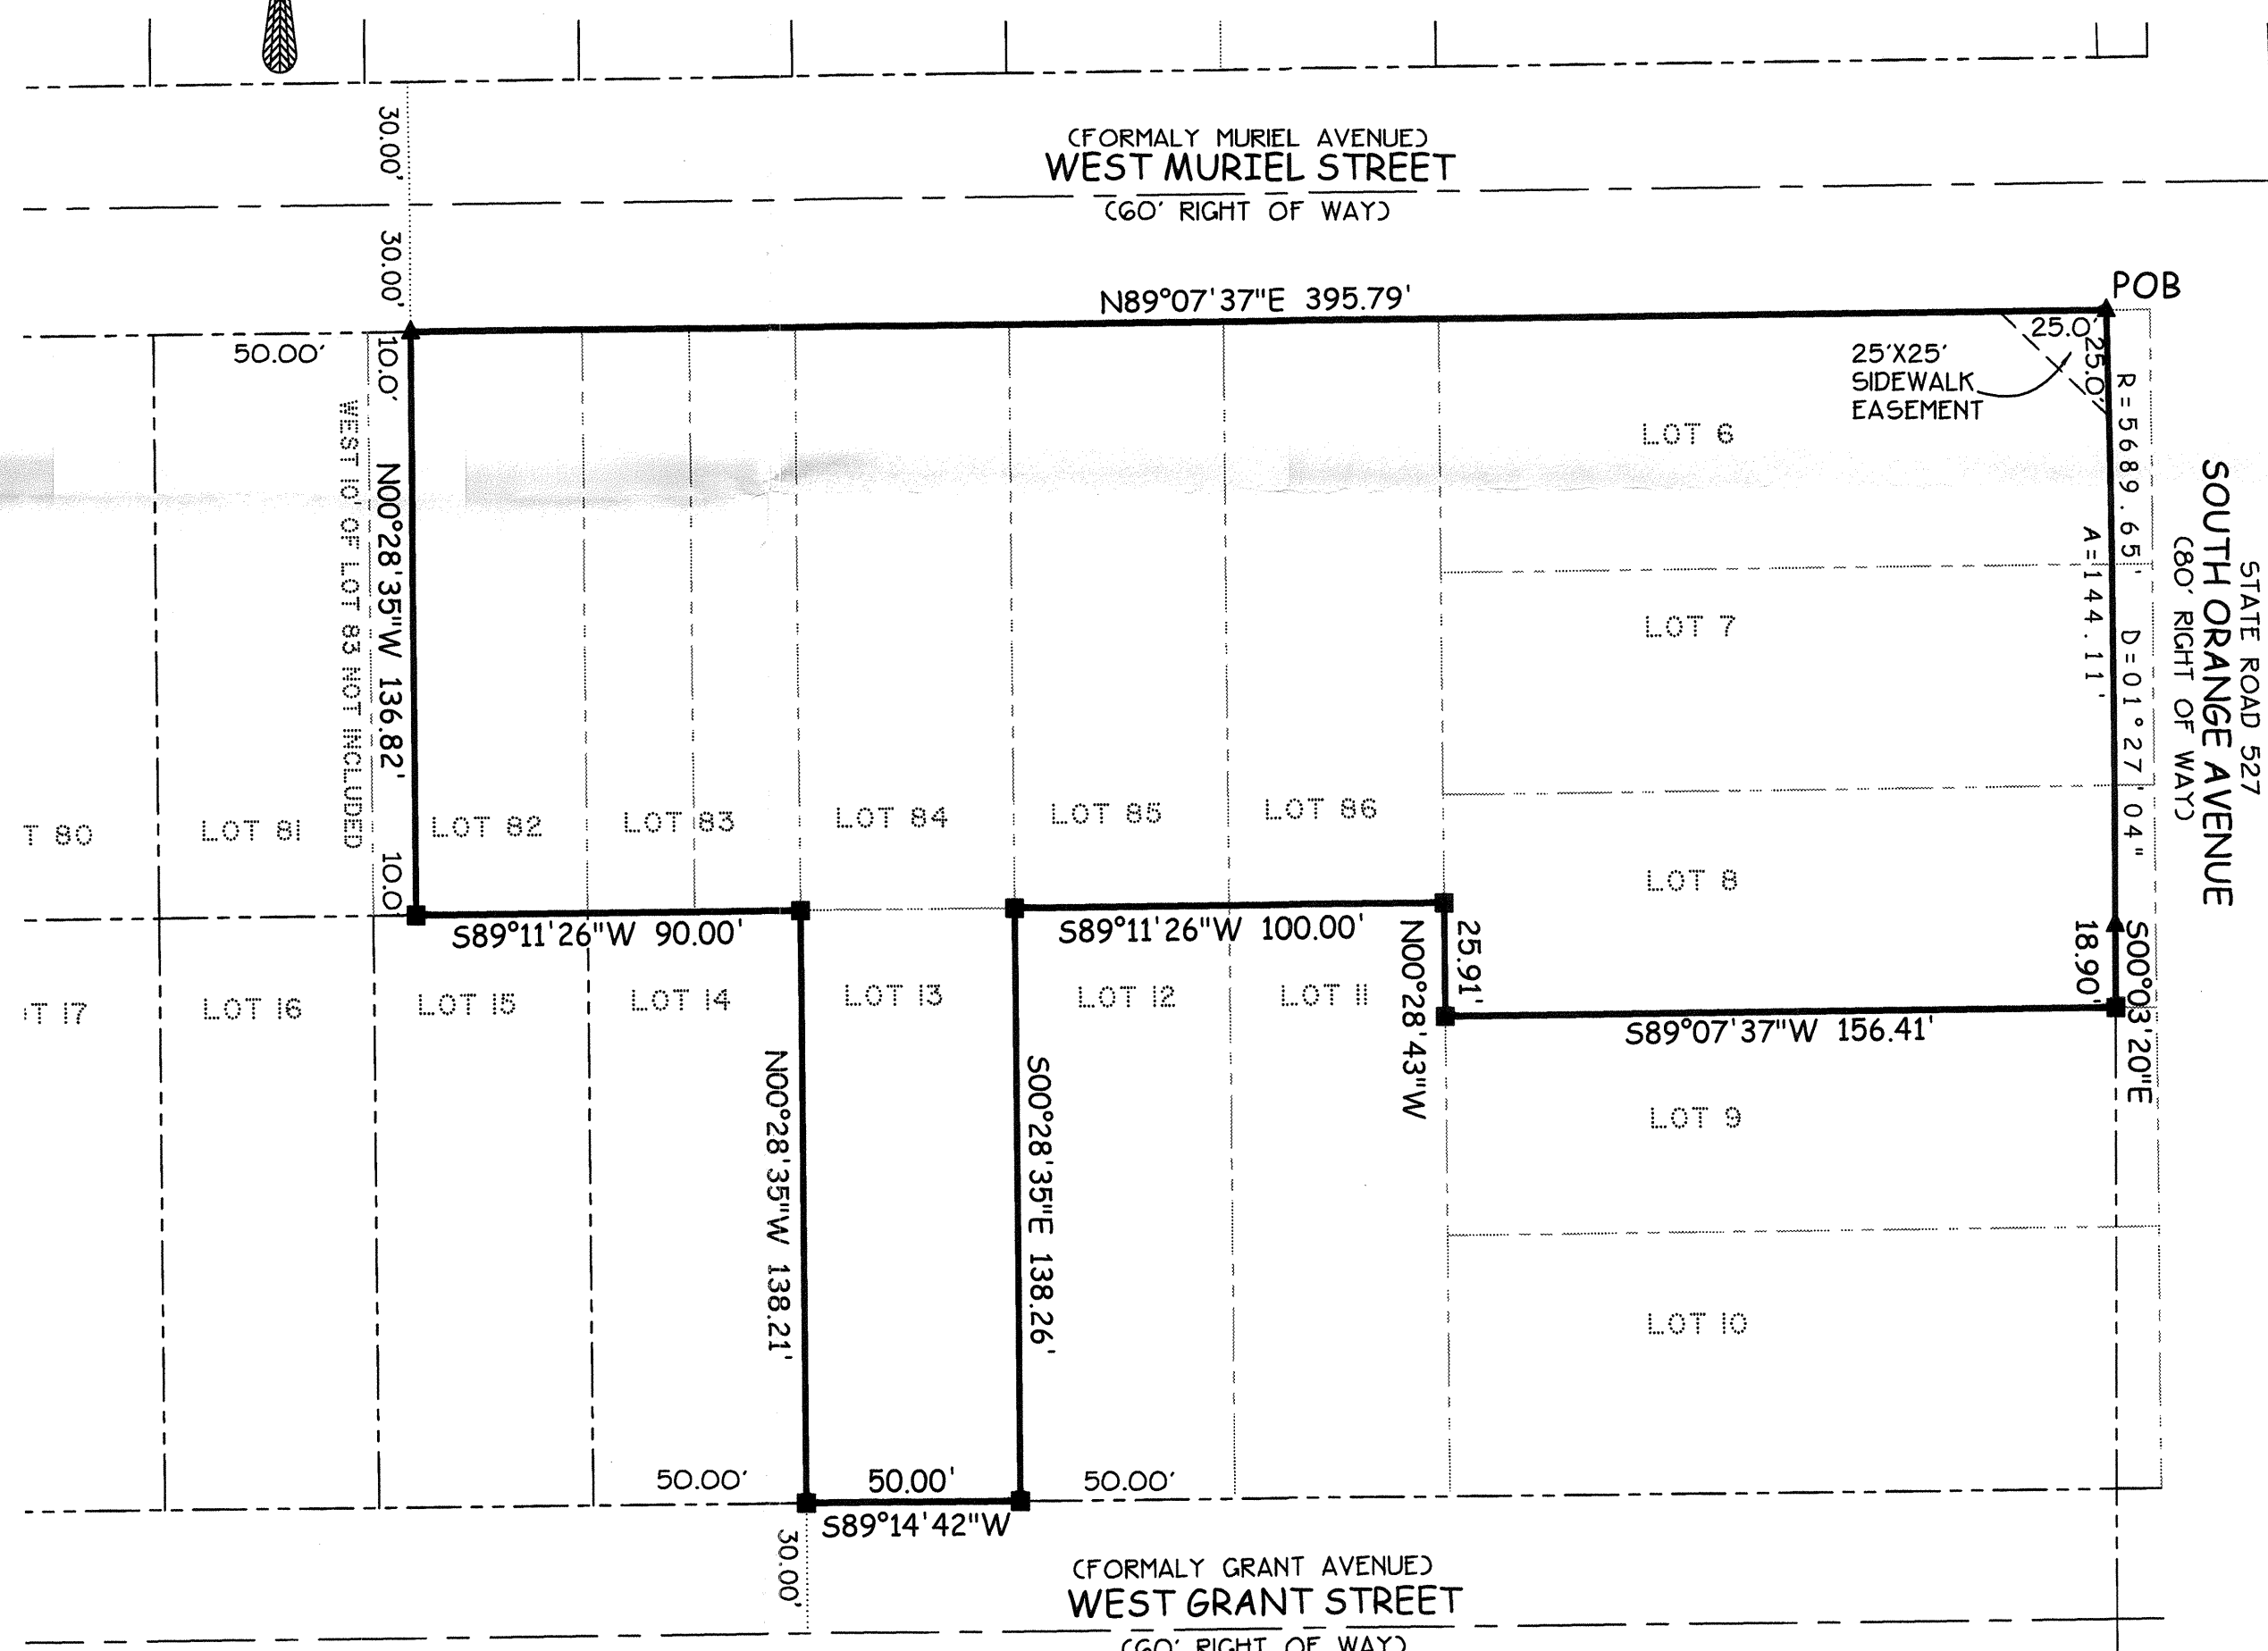 (FORMALY MURIEL AVENUE)
WEST MURIEL STREET
(60' RIGHT OF WAY)
30.00'
30.00'
N89°07'37"E 395.79'
POB
50.00'
10.0'
25.0'
25.0'
25'X25'
SIDEWALK
EASEMENT
R=5689.65' D=01°27'04"
A=144.11'
STATE ROAD 527
SOUTH ORANGE AVENUE
(80' RIGHT OF WAY)
WEST 10' OF LOT 83 NOT INCLUDED
N00°28'35"W 136.82'
LOT 6
LOT 7
LOT 8
T 80
LOT 81
LOT 82
LOT 83
LOT 84
LOT 85
LOT 86
10.0'
S89°11'26"W 90.00'
S89°11'26"W 100.00'
25.91'
N00°28'43"W
18.90'
S00°03'20"E
S89°07'37"W 156.41'
T 17
LOT 16
LOT 15
LOT 14
LOT 13
LOT 12
LOT 11
LOT 9
LOT 10
N00°28'35"W 138.21'
S00°28'35"E 138.26'
50.00'
50.00'
50.00'
S89°14'42"W
30.00'
(FORMALY GRANT AVENUE)
WEST GRANT STREET
(60' RIGHT OF WAY)